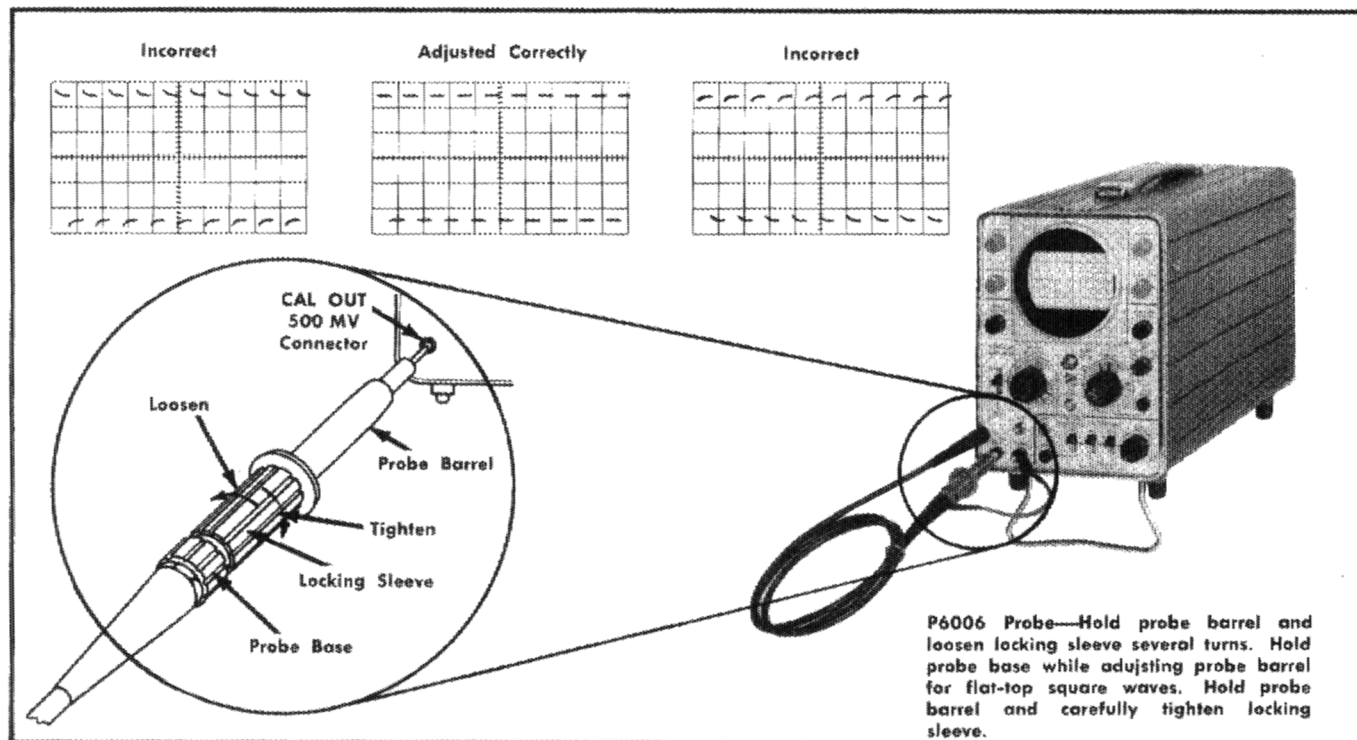 Incorrect
Adjusted Correctly
Incorrect
CAL OUT
500 MV
Connector
Loosen
Probe Barrel
Tighten
Locking Sleeve
Probe Base
P6006 Probe—Hold probe barrel and
loosen locking sleeve several turns. Hold
probe base while adujsting probe barrel
for flat-top square waves. Hold probe
barrel and carefully tighten locking
sleeve.